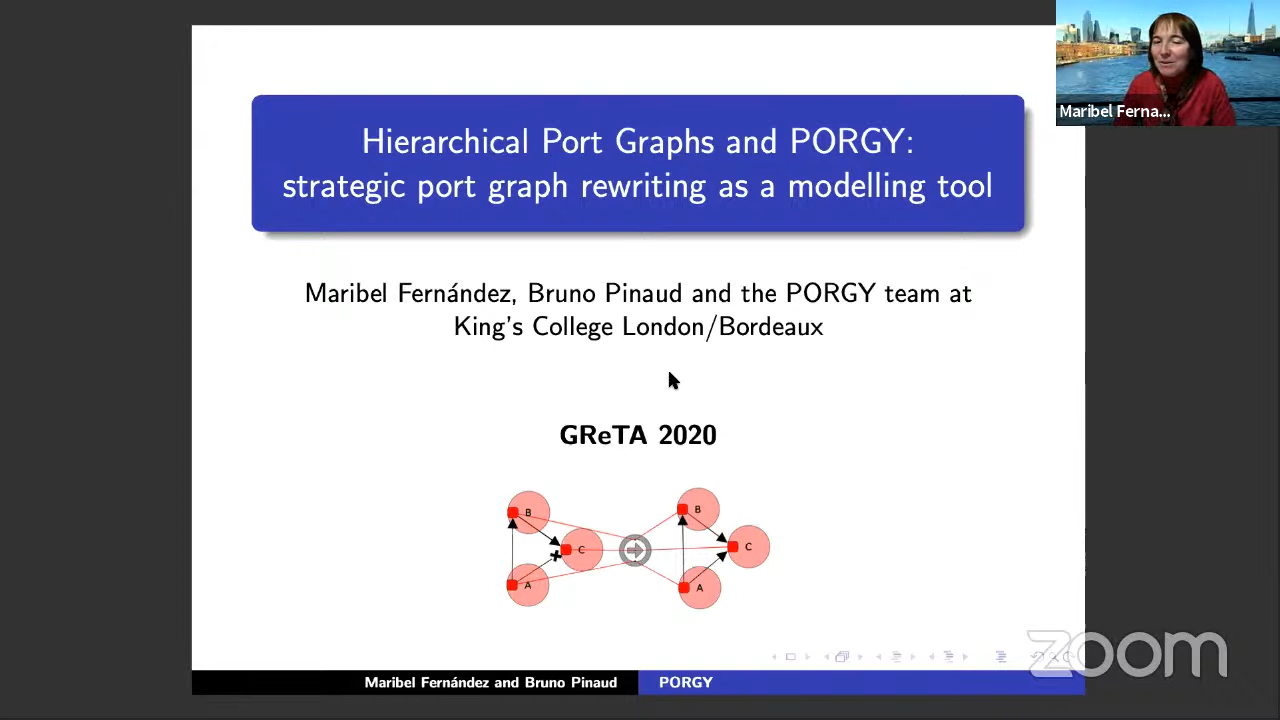 Hierarchical Port Graphs and PORGY:
strategic port graph rewriting as a modelling tool
Maribel Ferna...
Maribel Fernández, Bruno Pinaud and the PORGY team at
King's College London/Bordeaux
GReTA 2020
B
B
C
C
A
A
zoom
Maribel Fernández and Bruno Pinaud
PORGY